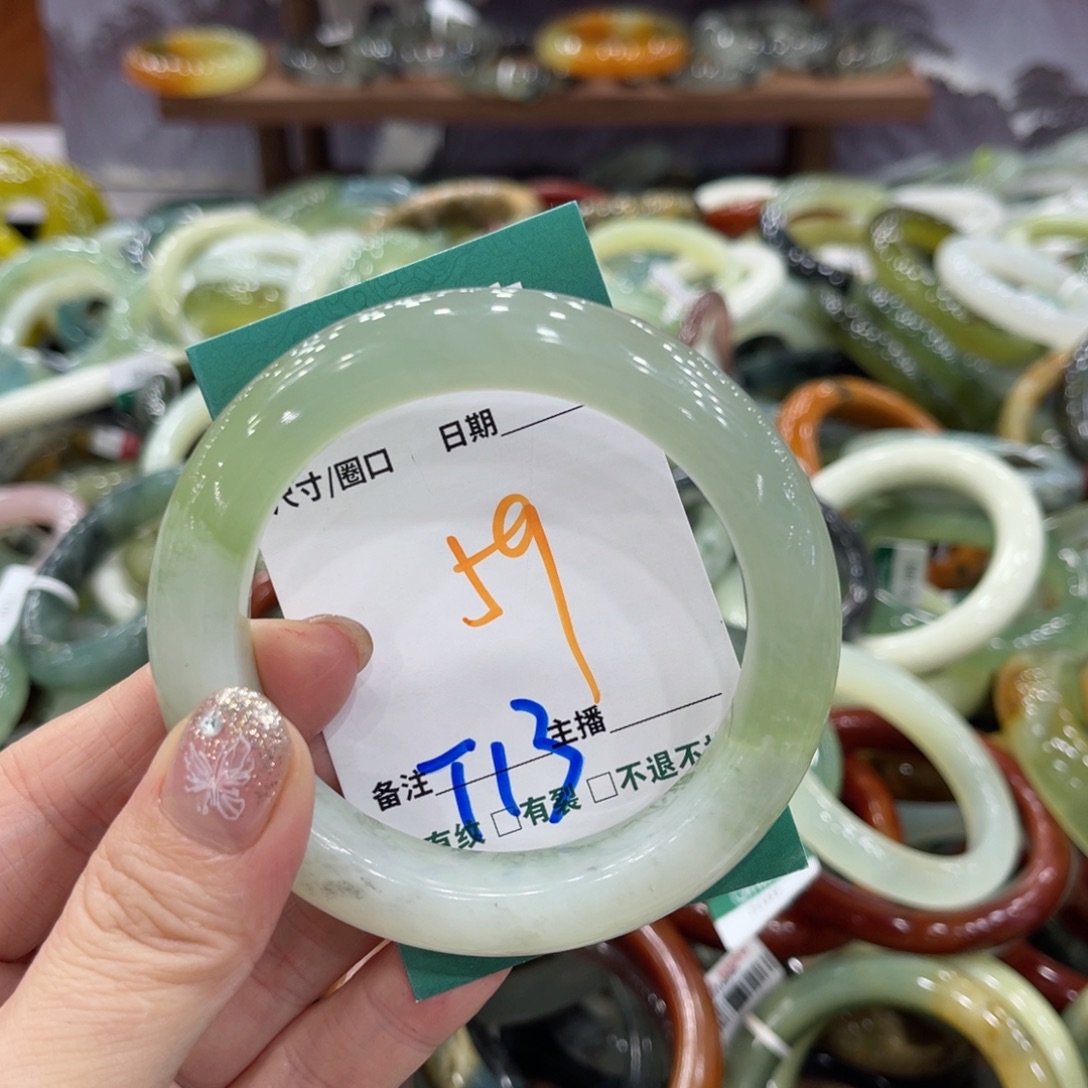 尺寸/圈口 日期
59
主播
备注 T13
有纹 □有裂 □不退不